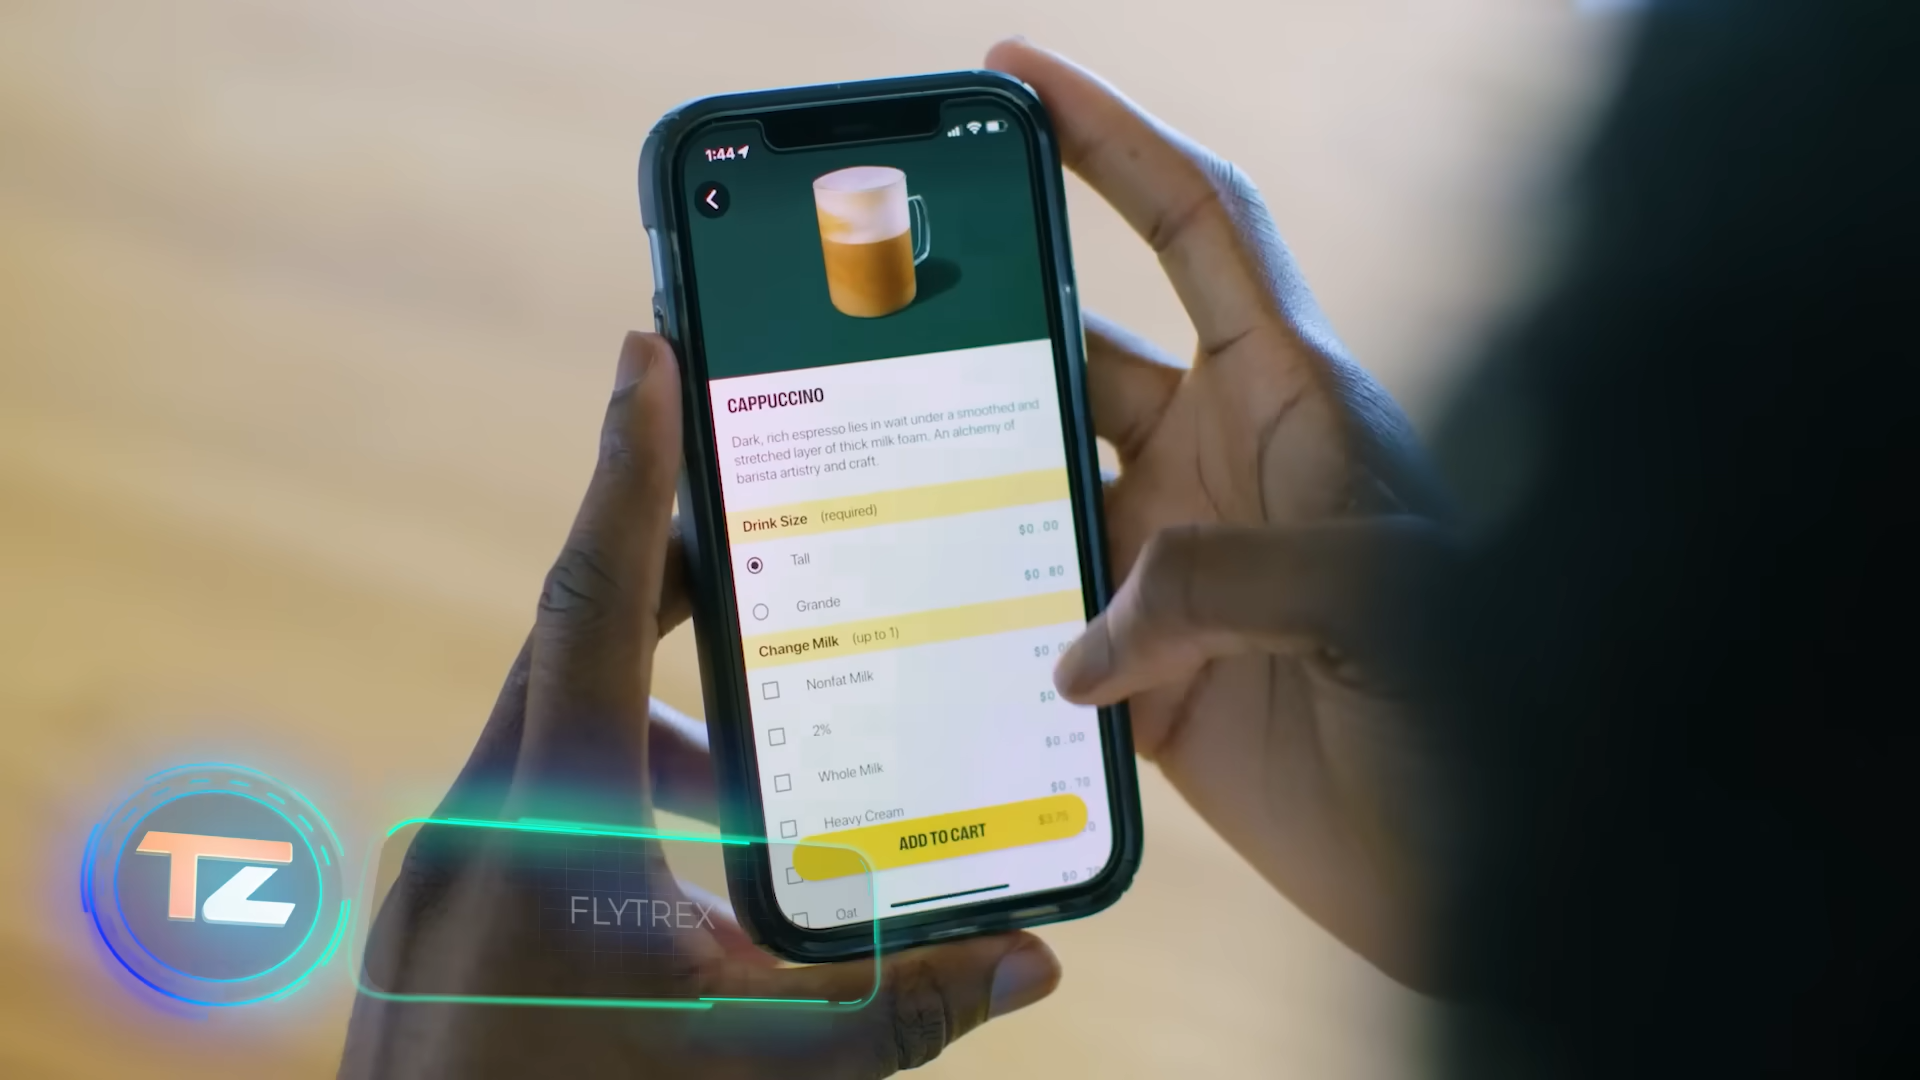 1:44
CAPPUCCINO
Dark, rich espresso lies in wait under a smoothed and
stretched layer of thick milk foam. An alchemy of
barista artistry and craft.
Drink Size (required)
Tall $0.00
Grande $0.80
Change Milk (up to 1)
Nonfat Milk
2%
Whole Milk $0.00
Heavy Cream $0.70
ADD TO CART $3.75
Oat
TZ
FLYTREX